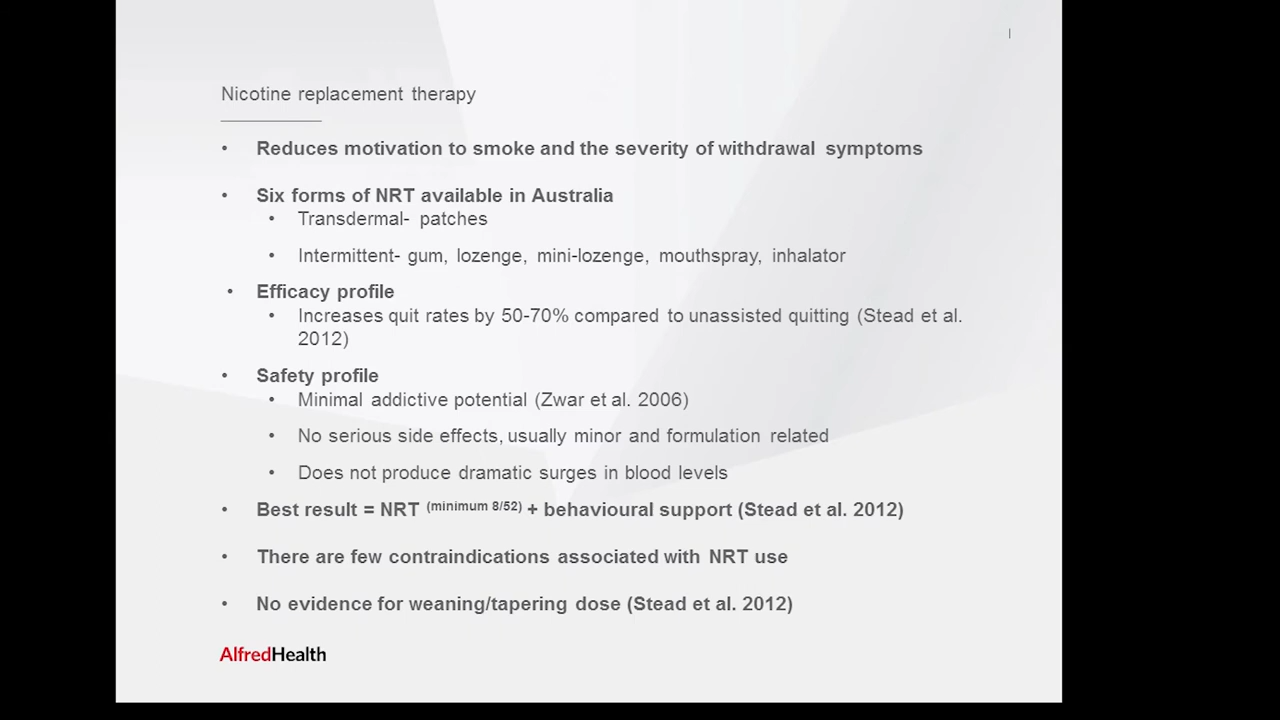 Nicotine replacement therapy
• Reduces motivation to smoke and the severity of withdrawal symptoms
• Six forms of NRT available in Australia
• Transdermal- patches
• Intermittent- gum, lozenge, mini-lozenge, mouthspray, inhalator
• Efficacy profile
• Increases quit rates by 50-70% compared to unassisted quitting (Stead et al.
2012)
• Safety profile
• Minimal addictive potential (Zwar et al. 2006)
• No serious side effects, usually minor and formulation related
• Does not produce dramatic surges in blood levels
• Best result = NRT (minimum 8/52) + behavioural support (Stead et al. 2012)
• There are few contraindications associated with NRT use
• No evidence for weaning/tapering dose (Stead et al. 2012)
AlfredHealth